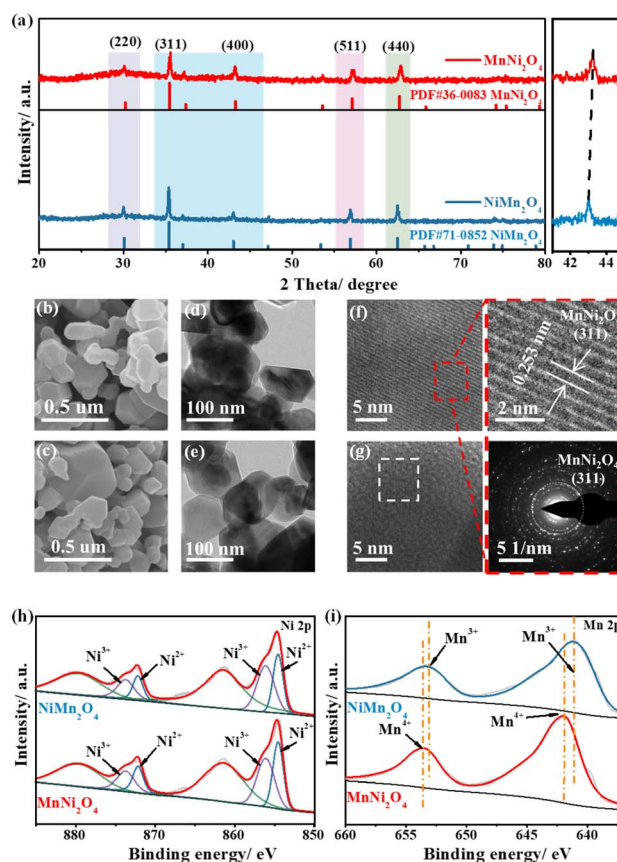 (a)
(220) (311) (400) (511) (440)
MnNi₂O₄
PDF#36-0083 MnNi₂O₄
NiMn₂O₄
PDF#71-0852 NiMn₂O₄
Intensity/ a.u.
20 30 40 50 60 70 80
2 Theta/ degree
42 44
(b)
0.5 um
(d)
100 nm
(f)
5 nm
MnNi₂O₄
(311)
0.253 nm
2 nm
(c)
0.5 um
(e)
100 nm
(g)
5 nm
MnNi₂O₄
(311)
5 1/nm
(h)
Ni 2p
Ni³⁺ Ni²⁺ Ni³⁺ Ni²⁺
NiMn₂O₄
Ni³⁺ Ni²⁺ Ni³⁺ Ni²⁺
MnNi₂O₄
Intensity/ a.u.
880 870 860 850
Binding energy/ eV
(i)
Mn 2p
Mn³⁺ Mn³⁺
NiMn₂O₄
Mn⁴⁺ Mn⁴⁺
MnNi₂O₄
Intensity/ a.u.
660 655 650 645 640
Binding energy/ eV